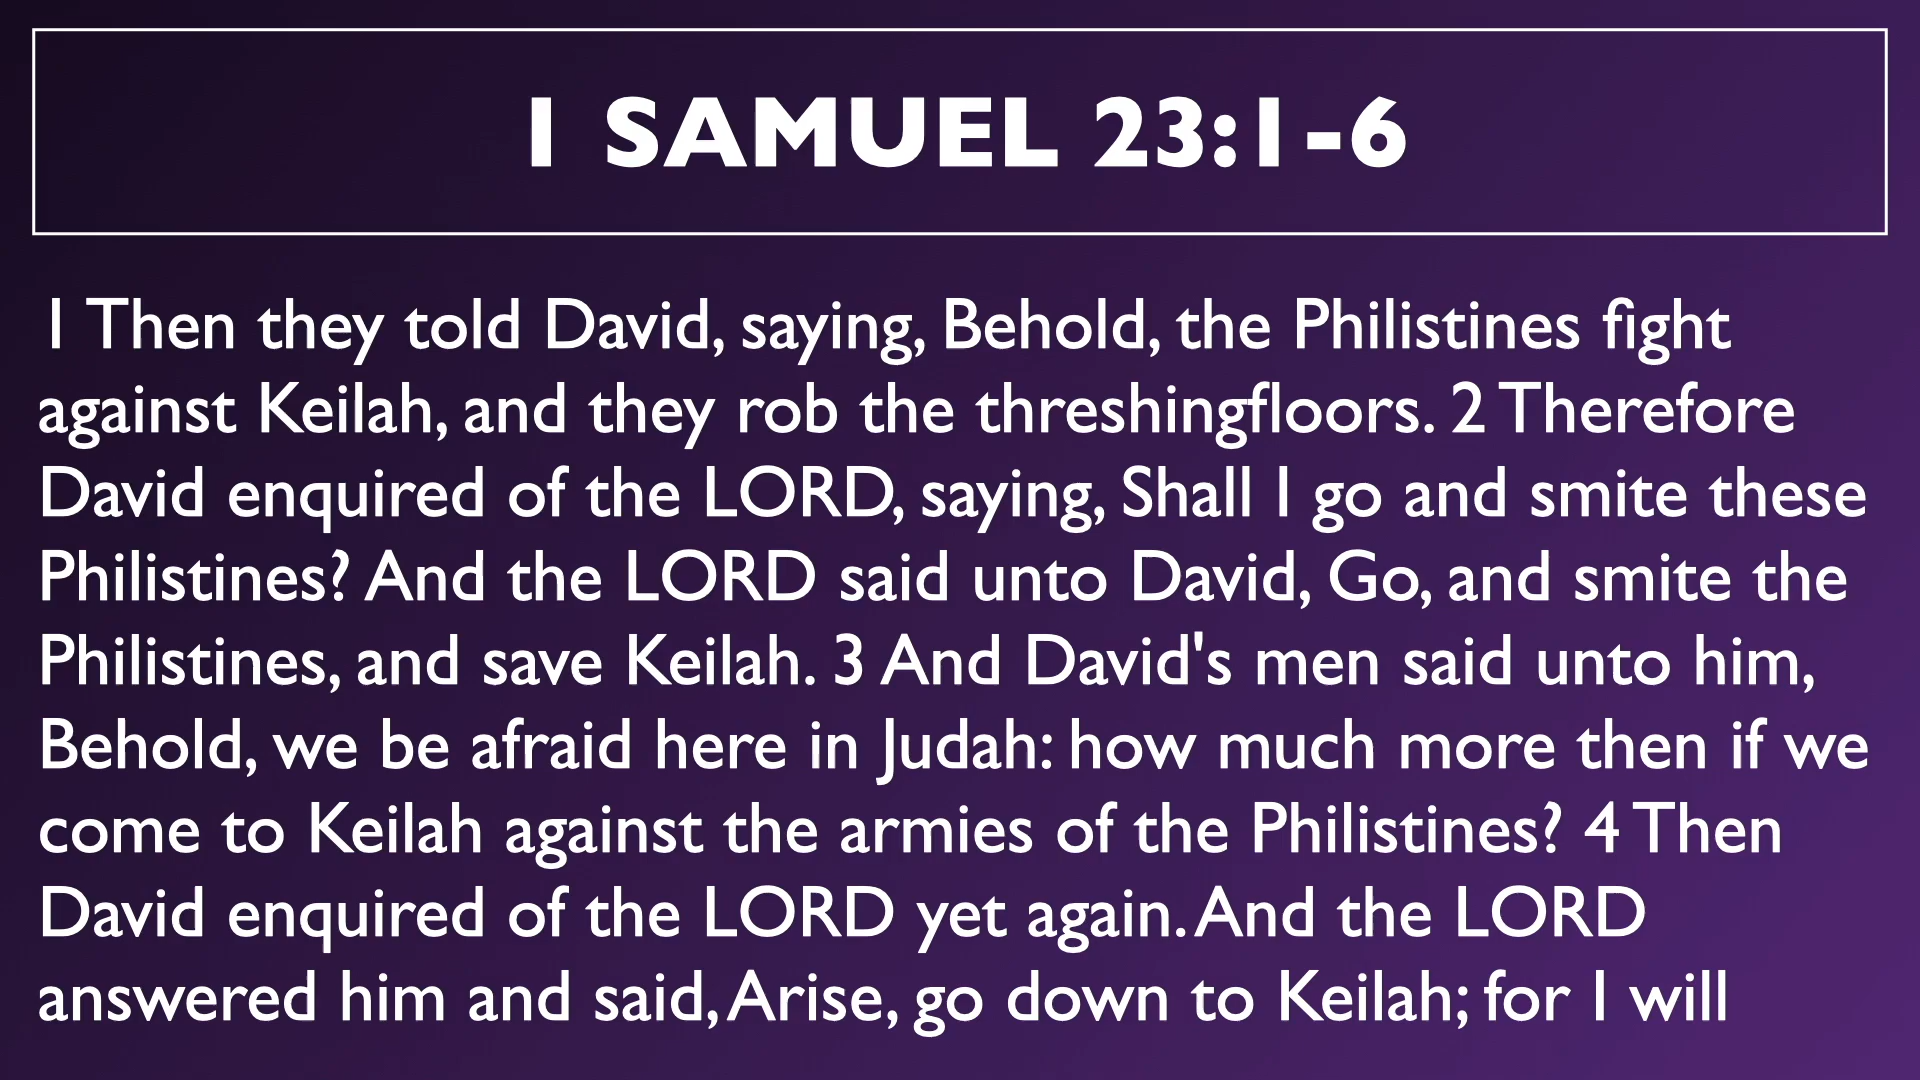 1 SAMUEL 23:1-6
1 Then they told David, saying, Behold, the Philistines fight
against Keilah, and they rob the threshingfloors. 2 Therefore
David enquired of the LORD, saying, Shall I go and smite these
Philistines? And the LORD said unto David, Go, and smite the
Philistines, and save Keilah. 3 And David's men said unto him,
Behold, we be afraid here in Judah: how much more then if we
come to Keilah against the armies of the Philistines? 4 Then
David enquired of the LORD yet again. And the LORD
answered him and said, Arise, go down to Keilah; for I will